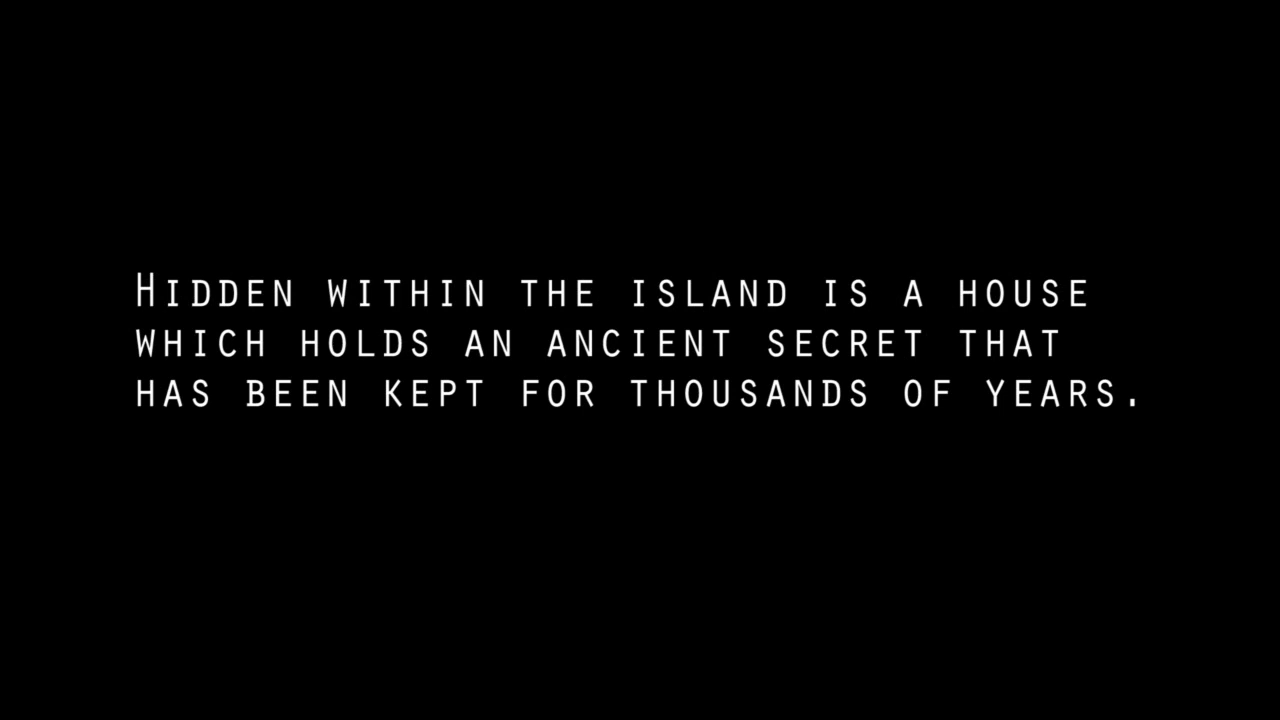 Hidden within the island is a house
which holds an ancient secret that
has been kept for thousands of years.